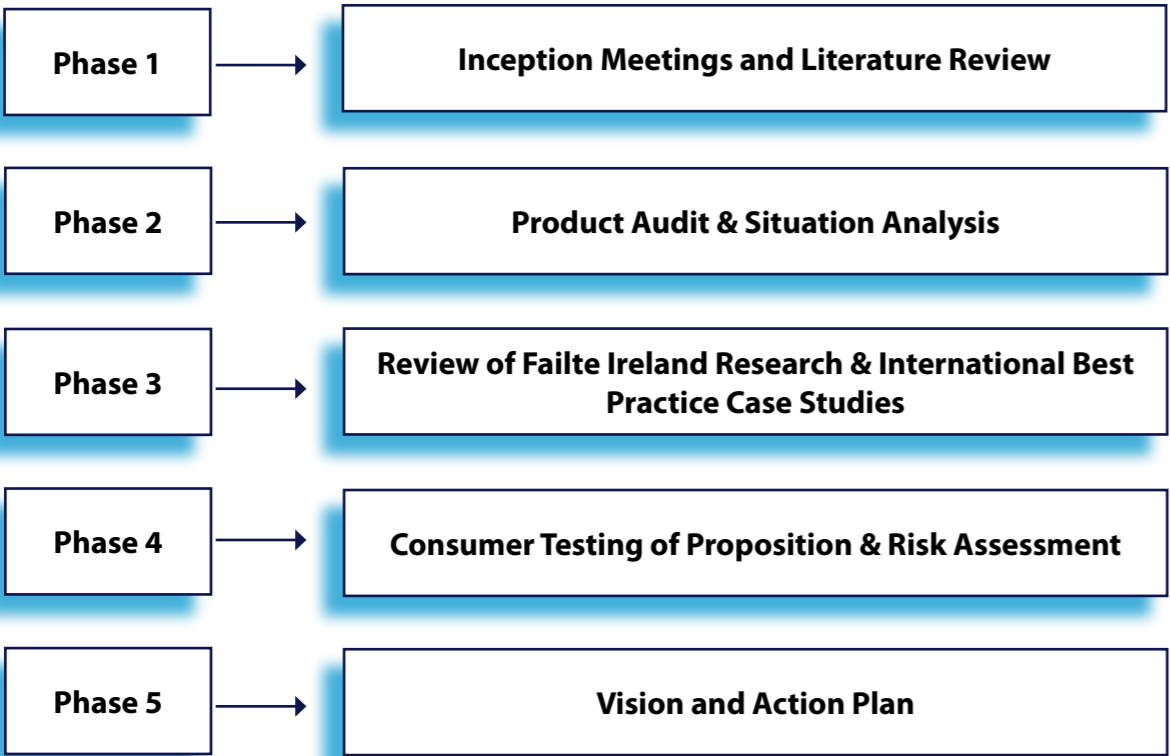 Phase 1
Inception Meetings and Literature Review
Phase 2
Product Audit & Situation Analysis
Phase 3
Review of Failte Ireland Research & International Best
Practice Case Studies
Phase 4
Consumer Testing of Proposition & Risk Assessment
Phase 5
Vision and Action Plan